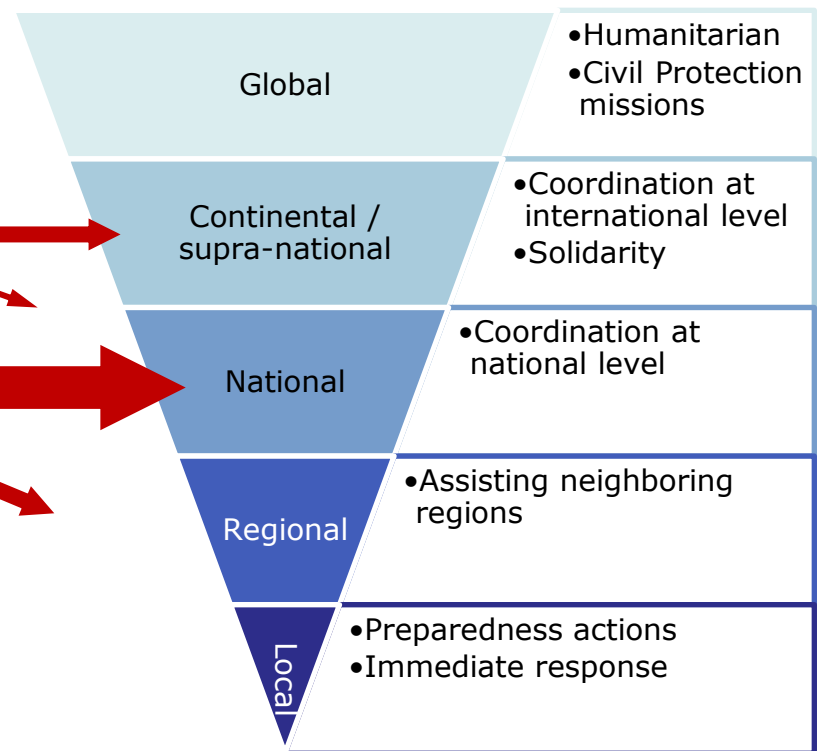 Global
•Humanitarian
•Civil Protection
missions
Continental /
supra-national
•Coordination at
international level
•Solidarity
National
•Coordination at
national level
Regional
•Assisting neighboring
regions
Local
•Preparedness actions
•Immediate response